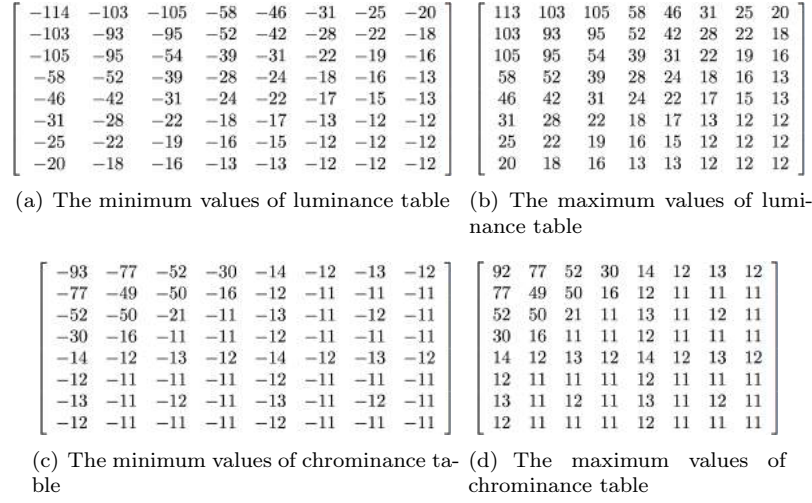 −114 −103 −105 −58 −46 −31 −25 −20
−103 −93 −95 −52 −42 −28 −22 −18
−105 −95 −54 −39 −31 −22 −19 −16
−58 −52 −39 −28 −24 −18 −16 −13
−46 −42 −31 −24 −22 −17 −15 −13
−31 −28 −22 −18 −17 −13 −12 −12
−25 −22 −19 −16 −15 −12 −12 −12
−20 −18 −16 −13 −13 −12 −12 −12
(a) The minimum values of luminance table
113 103 105 58 46 31 25 20
103 93 95 52 42 28 22 18
105 95 54 39 31 22 19 16
58 52 39 28 24 18 16 13
46 42 31 24 22 17 15 13
31 28 22 18 17 13 12 12
25 22 19 16 15 12 12 12
20 18 16 13 13 12 12 12
(b) The maximum values of lumi-
nance table
−93 −77 −52 −30 −14 −12 −13 −12
−77 −49 −50 −16 −12 −11 −11 −11
−52 −50 −21 −11 −13 −11 −12 −11
−30 −16 −11 −11 −12 −11 −11 −11
−14 −12 −13 −12 −14 −12 −13 −12
−12 −11 −11 −11 −12 −11 −11 −11
−13 −11 −12 −11 −13 −11 −12 −11
−12 −11 −11 −11 −12 −11 −11 −11
(c) The minimum values of chrominance ta-
ble
92 77 52 30 14 12 13 12
77 49 50 16 12 11 11 11
52 50 21 11 13 11 12 11
30 16 11 11 12 11 11 11
14 12 13 12 14 12 13 12
12 11 11 11 12 11 11 11
13 11 12 11 13 11 12 11
12 11 11 11 12 11 11 11
(d) The maximum values of
chrominance table